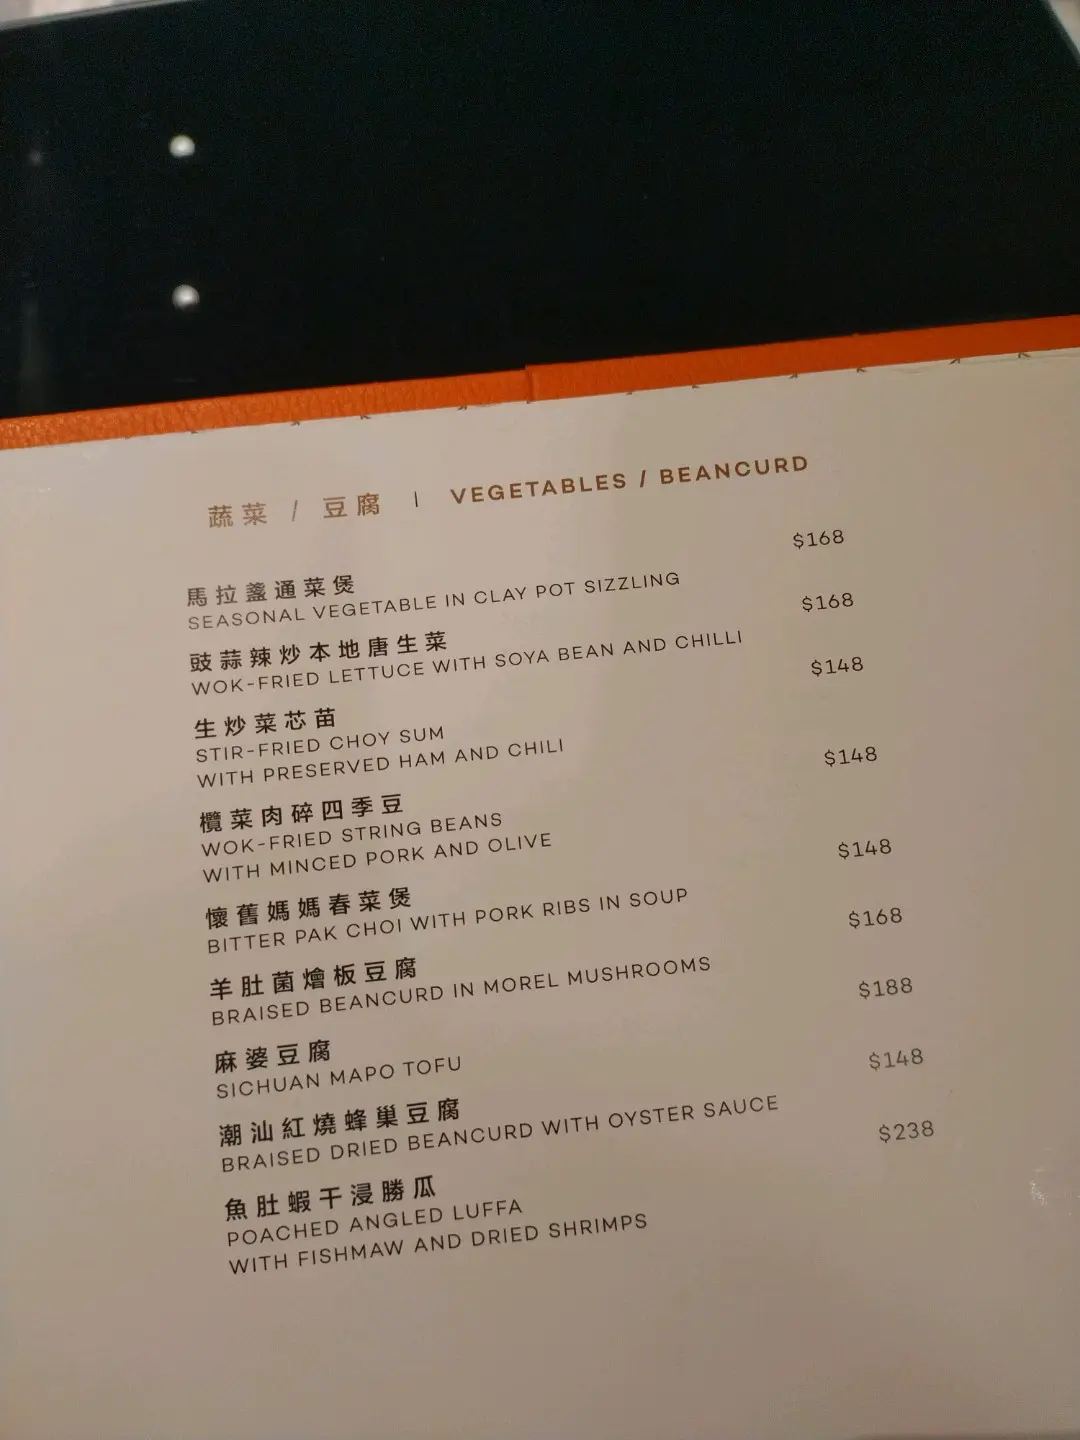 蔬菜 / 豆腐 | VEGETABLES / BEANCURD
馬拉盞通菜煲 $168
SEASONAL VEGETABLE IN CLAY POT SIZZLING
豉蒜辣炒本地唐生菜 $168
WOK-FRIED LETTUCE WITH SOYA BEAN AND CHILLI
生炒菜芯苗 $148
STIR-FRIED CHOY SUM
WITH PRESERVED HAM AND CHILI
欖菜肉碎四季豆 $148
WOK-FRIED STRING BEANS
WITH MINCED PORK AND OLIVE
懷舊媽媽春菜煲 $148
BITTER PAK CHOI WITH PORK RIBS IN SOUP
羊肚菌燴板豆腐 $168
BRAISED BEANCURD IN MOREL MUSHROOMS
麻婆豆腐 $188
SICHUAN MAPO TOFU
潮汕紅燒蜂巢豆腐 $148
BRAISED DRIED BEANCURD WITH OYSTER SAUCE
魚肚蝦干浸勝瓜 $238
POACHED ANGLED LUFFA
WITH FISHMAW AND DRIED SHRIMPS